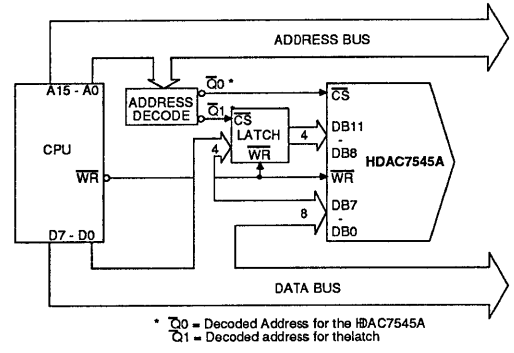 ADDRESS BUS
A15 - A0
Q0 *
ADDRESS
DECODE
Q1
CS
LATCH
WR
4
4
CS
DB11
-
DB8
HDAC7545A
CPU
WR
WR
DB7
-
DB0
8
D7 - D0
DATA BUS
* Q0 = Decoded Address for the HDAC7545A
Q1 = Decoded address for thelatch